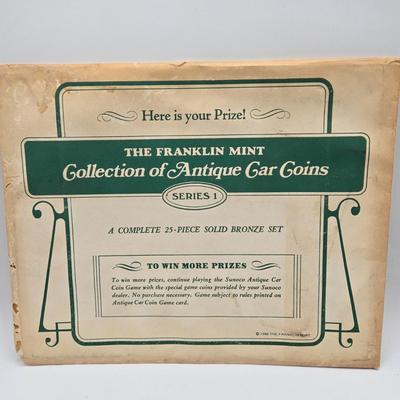 Here is your Prize!
THE FRANKLIN MINT
Collection of Antique Car Coins
SERIES 1
A COMPLETE 25-PIECE SOLID BRONZE SET
TO WIN MORE PRIZES
To win more prizes, continue playing the Sunoco Antique Car
Coin Game with the special game coins provided by your Sunoco
dealer. No purchase necessary. Game subject to rules printed on
Antique Car Coin Game card.
THE FRANKLIN MINT